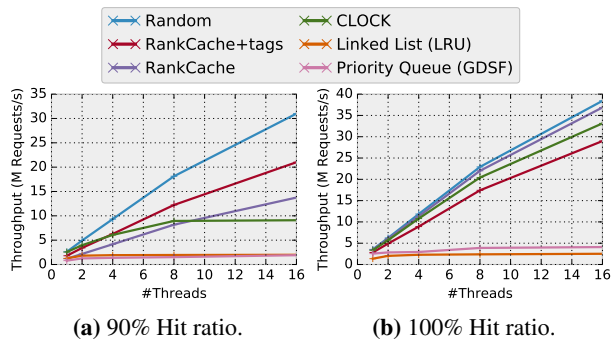 Random
RankCache+tags
RankCache
CLOCK
Linked List (LRU)
Priority Queue (GDSF)
Throughput (M Requests/s)
35
30
25
20
15
10
5
0
0 2 4 6 8 10 12 14 16
#Threads
(a) 90% Hit ratio.
Throughput (M Requests/s)
40
35
30
25
20
15
10
5
0
0 2 4 6 8 10 12 14 16
#Threads
(b) 100% Hit ratio.